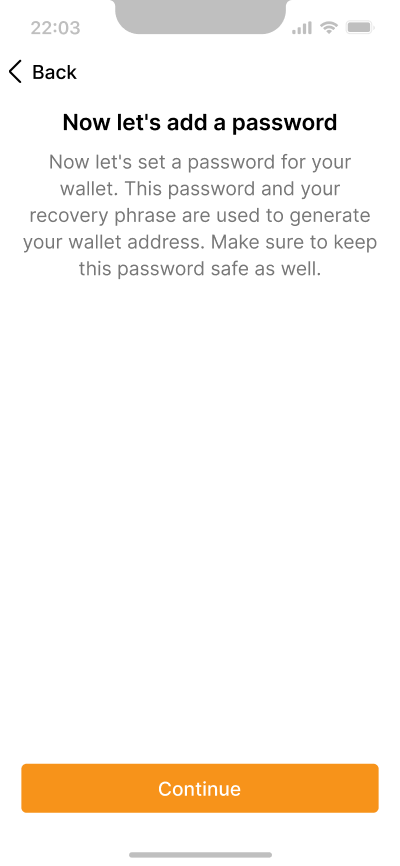 22:03
Back
Now let's add a password
Now let's set a password for your
wallet. This password and your
recovery phrase are used to generate
your wallet address. Make sure to keep
this password safe as well.
Continue